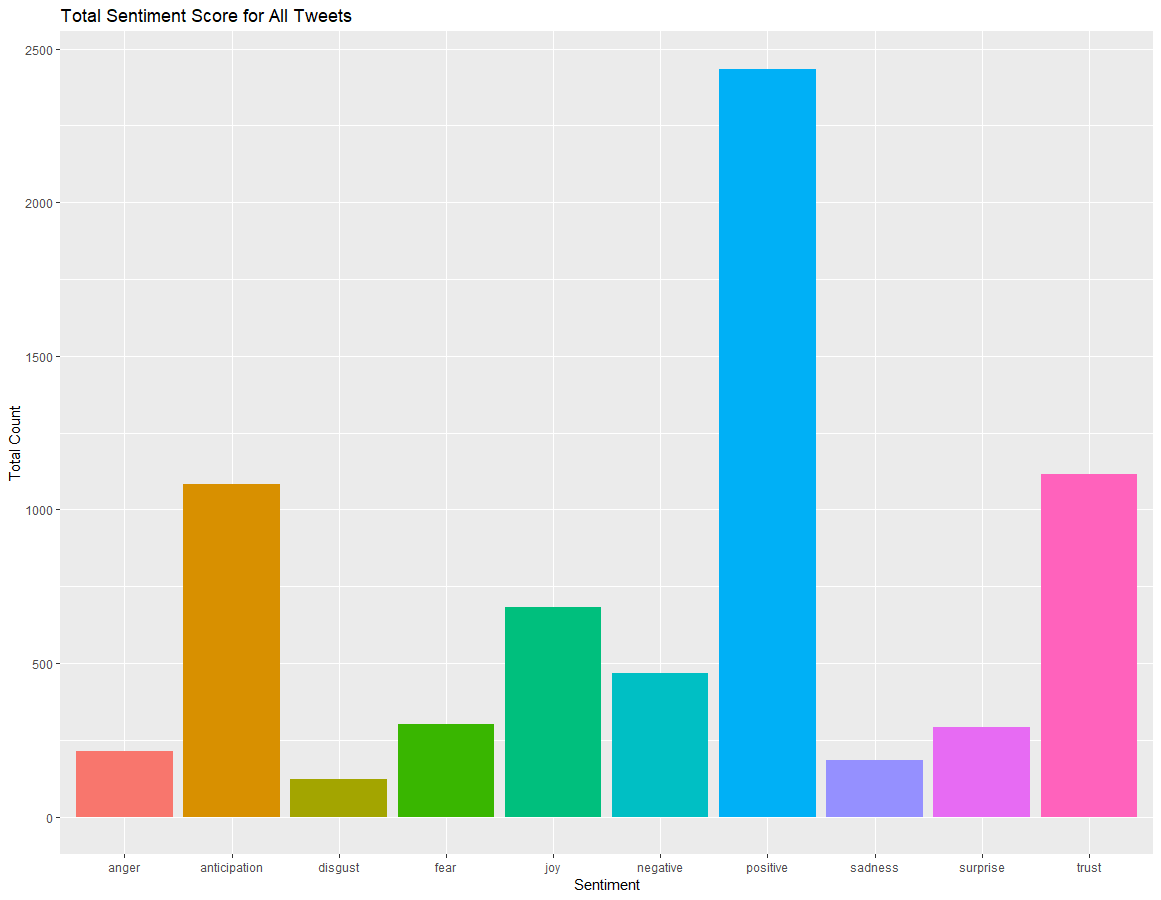 Total Sentiment Score for All Tweets
2500
2000
1500
1000
500
0
Total Count
anger anticipation disgust fear joy negative positive sadness surprise trust
Sentiment